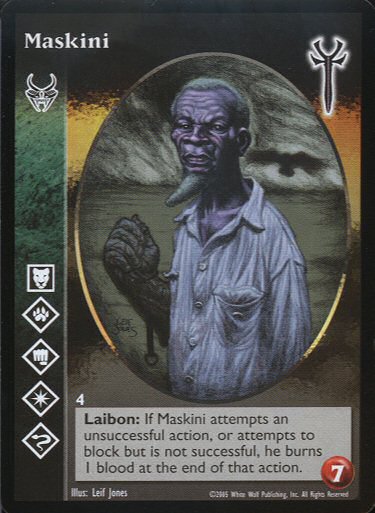 Maskini
LEIF
JONES
4
Laibon: If Maskini attempts an
unsuccessful action, or attempts to
block but is not successful, he burns
1 blood at the end of that action.
7
Illus: Leif Jones
©2005 White Wolf Publishing, Inc. All Rights Reserved